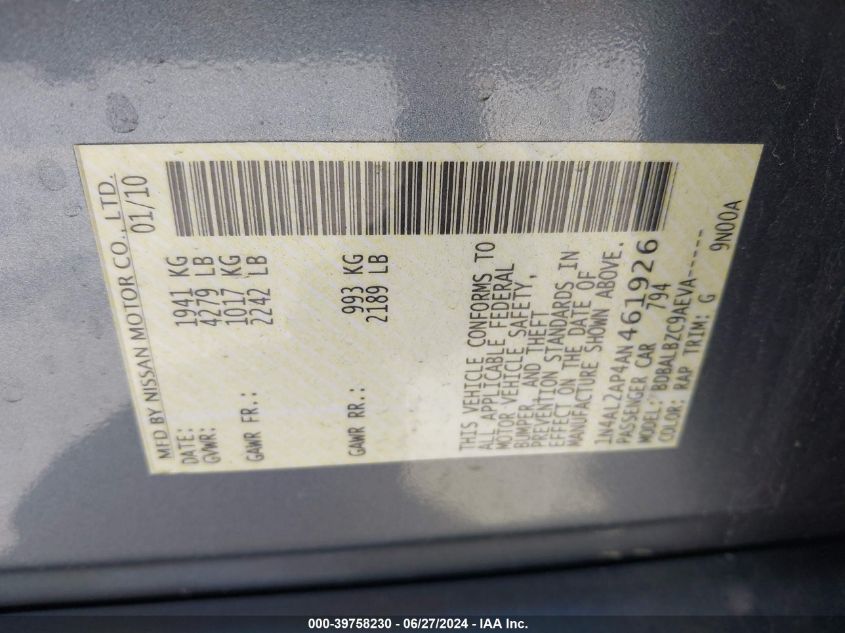 MFD BY NISSAN MOTOR CO., LTD.
DATE: 01/10
GVWR: 1941 KG
4279 LB
GAWR FR.: 1017 KG
2242 LB
GAWR RR.: 993 KG
2189 LB
THIS VEHICLE CONFORMS TO
ALL APPLICABLE FEDERAL
MOTOR VEHICLE SAFETY,
BUMPER, AND THEFT
PREVENTION STANDARDS IN
EFFECT ON THE DATE OF
MANUFACTURE SHOWN ABOVE.
1N4AL2AP4AN461926
PASSENGER CAR 794
MODEL: BDBALBZC9AEVA-----
COLOR: RAP TRIM: G 9N00A
000-39758230 - 06/27/2024 - IAA Inc.